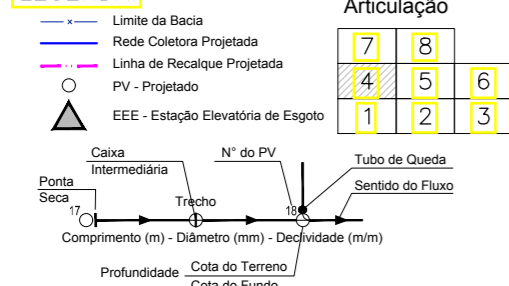 Articulação
Limite da Bacia
Rede Coletora Projetada
Linha de Recalque Projetada
PV - Projetado
EEE - Estação Elevatória de Esgoto
7 8
4 5 6
1 2 3
Caixa
Intermediária
N° do PV
Tubo de Queda
Sentido do Fluxo
Ponta
Seca
17
Trecho
18
Comprimento (m) - Diâmetro (mm) - Declividade (m/m)
Profundidade
Cota do Terreno
Cota do Fundo